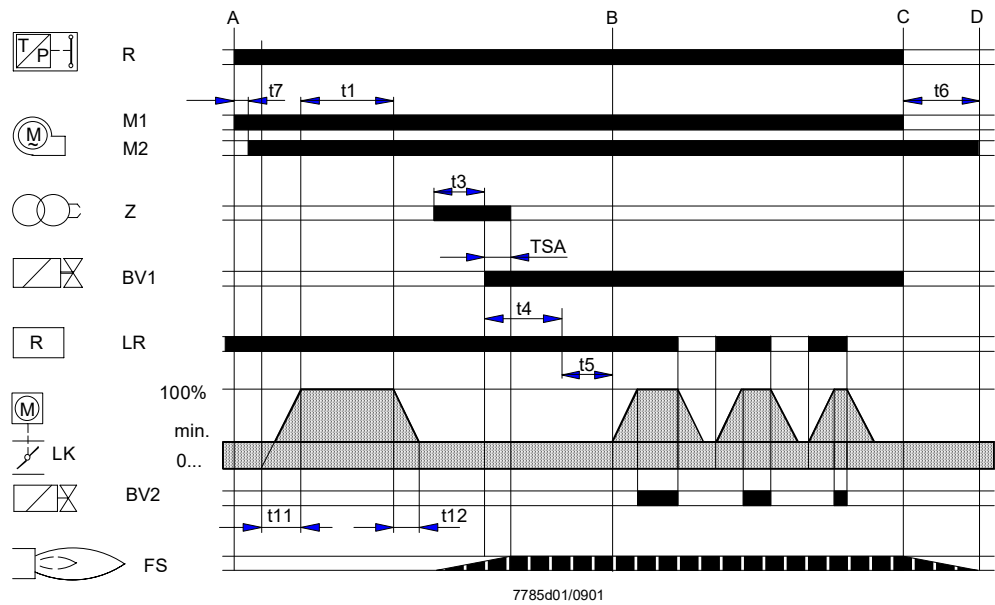 A B C D
T/P R
t7 t1 t6
M1
M~ M2
t3
Z
TSA
BV1
t4
R LR
t5
100%
M min.
LK 0...
BV2
t11 t12
FS
7785d01/0901